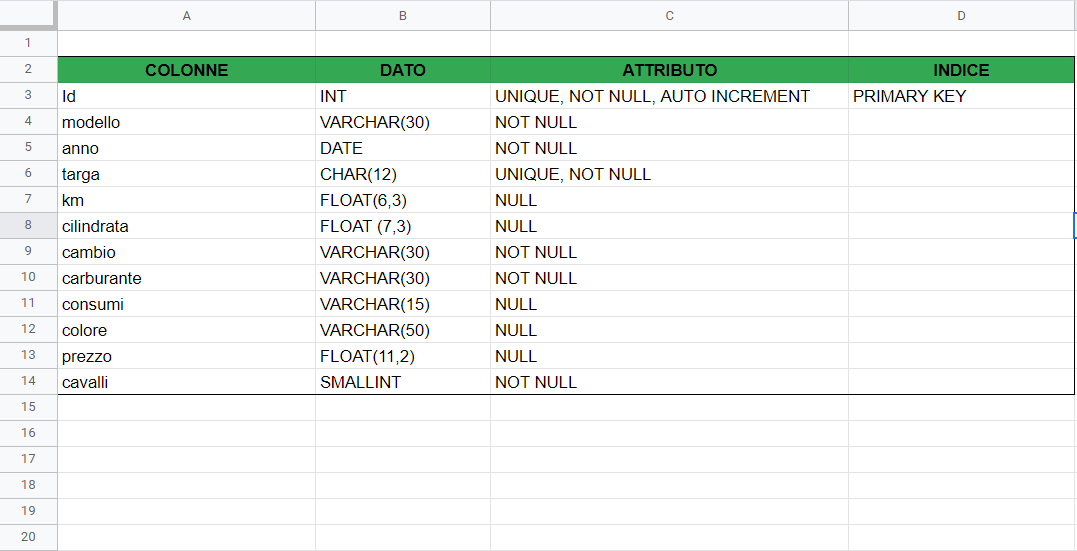 A B C D
1
2 COLONNE DATO ATTRIBUTO INDICE
3 Id INT UNIQUE, NOT NULL, AUTO INCREMENT PRIMARY KEY
4 modello VARCHAR(30) NOT NULL
5 anno DATE NOT NULL
6 targa CHAR(12) UNIQUE, NOT NULL
7 km FLOAT(6,3) NULL
8 cilindrata FLOAT (7,3) NULL
9 cambio VARCHAR(30) NOT NULL
10 carburante VARCHAR(30) NOT NULL
11 consumi VARCHAR(15) NULL
12 colore VARCHAR(50) NULL
13 prezzo FLOAT(11,2) NULL
14 cavalli SMALLINT NOT NULL
15
16
17
18
19
20